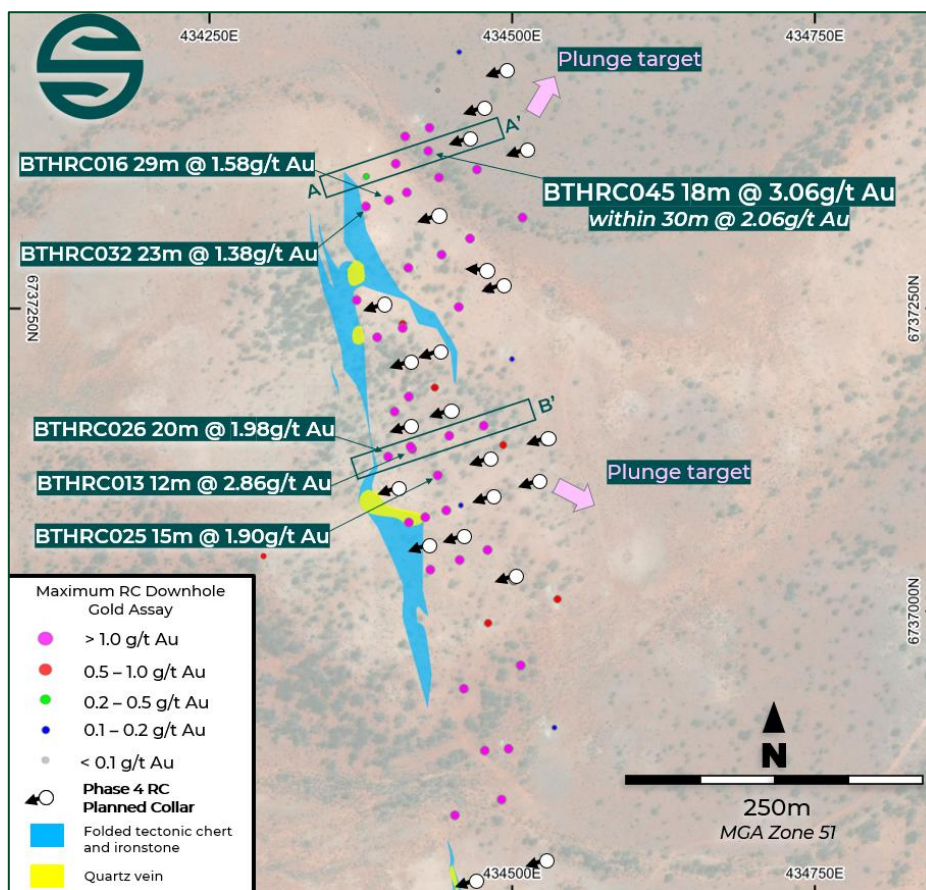 434250E
434500E
434750E
Plunge target
A'
BTHRC016 29m @ 1.58g/t Au
A
BTHRC045 18m @ 3.06g/t Au
within 30m @ 2.06g/t Au
BTHRC032 23m @ 1.38g/t Au
6737250N
6737250N
B'
BTHRC026 20m @ 1.98g/t Au
BTHRC013 12m @ 2.86g/t Au
Plunge target
BTHRC025 15m @ 1.90g/t Au
Maximum RC Downhole
Gold Assay
> 1.0 g/t Au
0.5 – 1.0 g/t Au
0.2 – 0.5 g/t Au
0.1 – 0.2 g/t Au
< 0.1 g/t Au
Phase 4 RC
Planned Collar
Folded tectonic chert
and ironstone
Quartz vein
6737000N
N
250m
MGA Zone 51
434500E
434750E